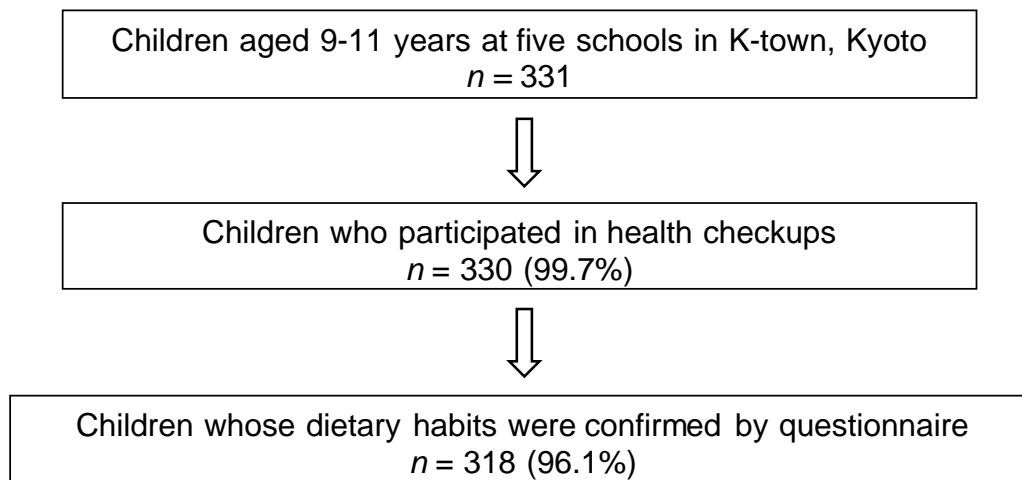 Children aged 9-11 years at five schools in K-town, Kyoto
n = 331
Children who participated in health checkups
n = 330 (99.7%)
Children whose dietary habits were confirmed by questionnaire
n = 318 (96.1%)